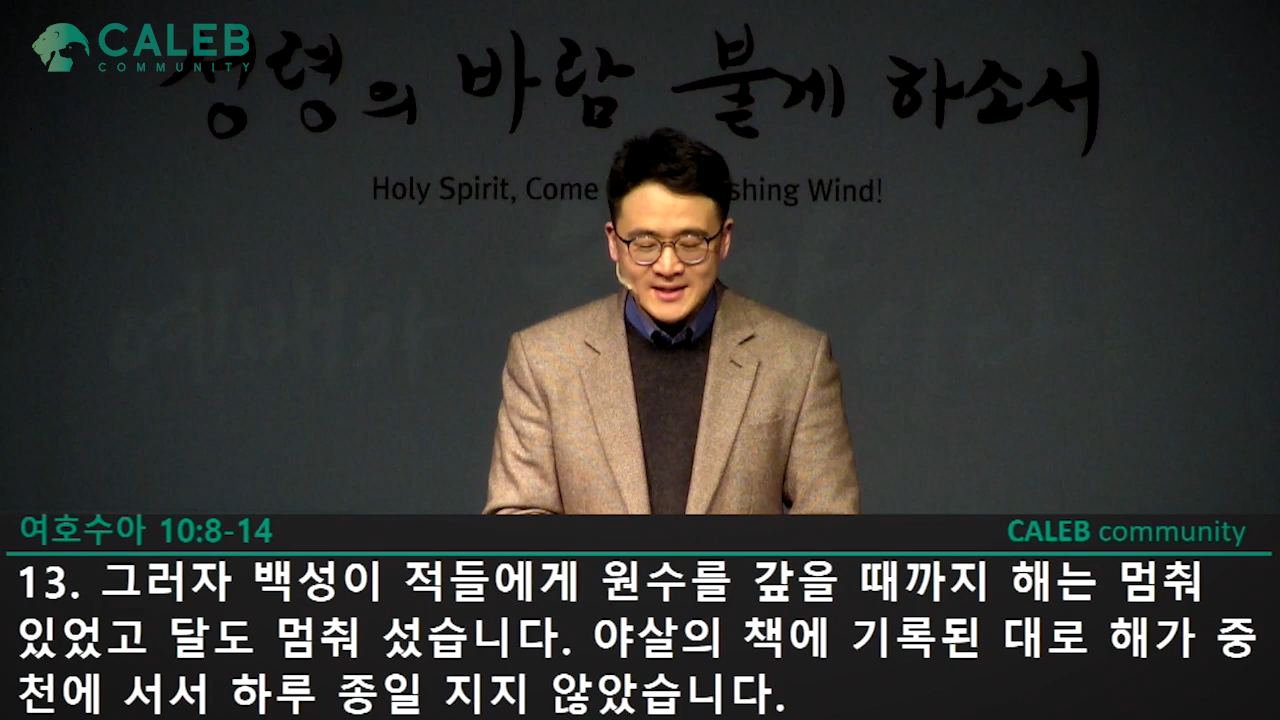 CALEB
COMMUNITY
성령의 바람 불게 하소서
Holy Spirit, Come shing Wind!
여호수아 10:8-14
CALEB community
13. 그러자 백성이 적들에게 원수를 갚을 때까지 해는 멈춰
있었고 달도 멈춰 섰습니다. 야살의 책에 기록된 대로 해가 중
천에 서서 하루 종일 지지 않았습니다.